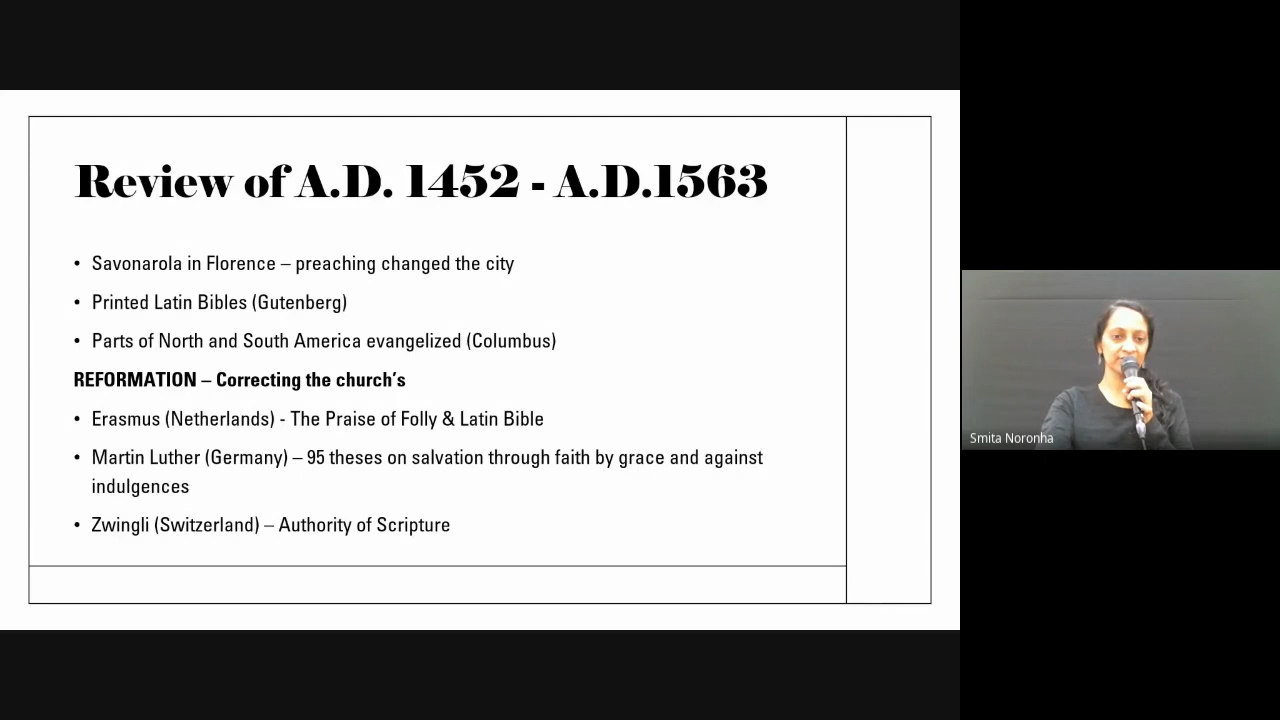 Review of A.D. 1452 - A.D.1563
• Savonarola in Florence – preaching changed the city
• Printed Latin Bibles (Gutenberg)
• Parts of North and South America evangelized (Columbus)
REFORMATION – Correcting the church’s
• Erasmus (Netherlands) - The Praise of Folly & Latin Bible
• Martin Luther (Germany) – 95 theses on salvation through faith by grace and against
indulgences
• Zwingli (Switzerland) – Authority of Scripture
Smita Noronha